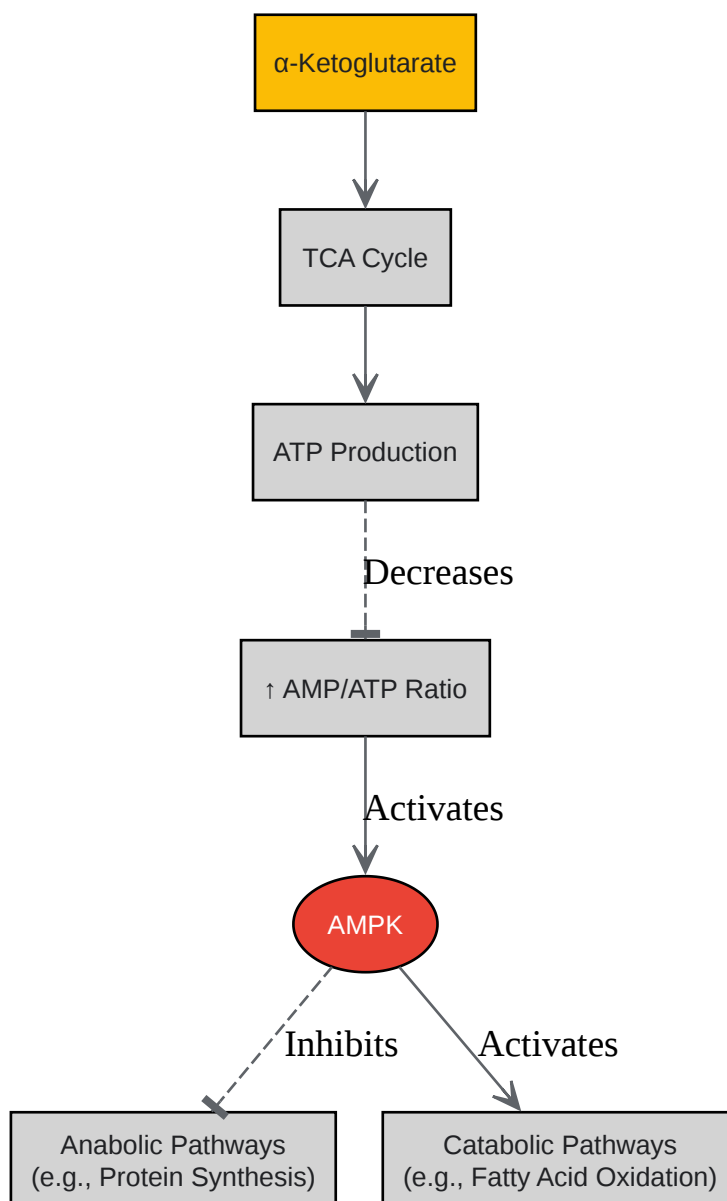 α-Ketoglutarate
TCA Cycle
ATP Production
Decreases
↑ AMP/ATP Ratio
Activates
AMPK
Inhibits
Activates
Anabolic Pathways
(e.g., Protein Synthesis)
Catabolic Pathways
(e.g., Fatty Acid Oxidation)